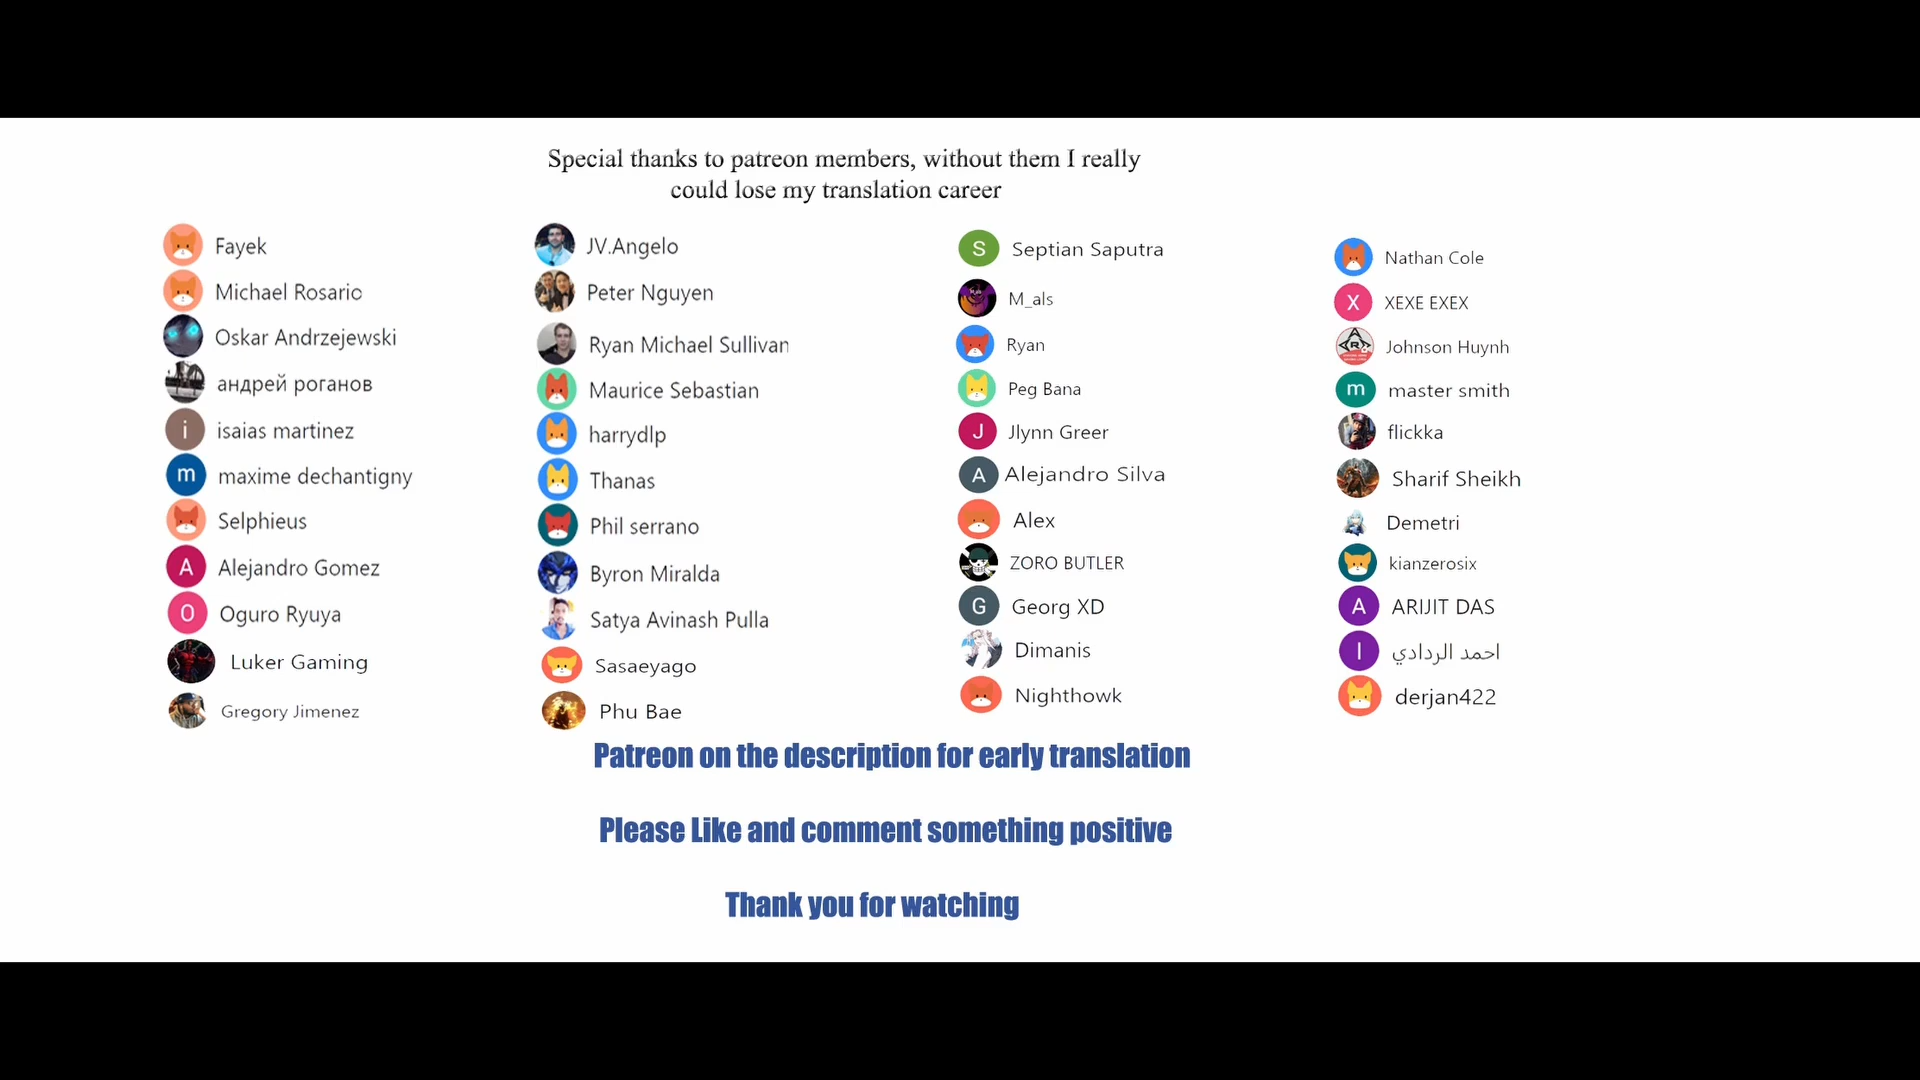 Special thanks to patreon members, without them I really
could lose my translation career
Fayek
Michael Rosario
Oskar Andrzejewski
андрей роганов
i isaias martinez
m maxime dechantigny
Selphieus
A Alejandro Gomez
O Oguro Ryuya
Luker Gaming
Gregory Jimenez
JV.Angelo
Peter Nguyen
Ryan Michael Sullivan
Maurice Sebastian
harrydlp
Thanas
Phil serrano
Byron Miralda
Satya Avinash Pulla
Sasaeyago
Phu Bae
S Septian Saputra
M_als
Ryan
Peg Bana
J Jlynn Greer
A Alejandro Silva
Alex
ZORO BUTLER
G Georg XD
Dimanis
Nighthowk
Nathan Cole
X XEXE EXEX
Johnson Huynh
m master smith
flickka
Sharif Sheikh
Demetri
kianzerosix
A ARIJIT DAS
I احمد الردادي
derjan422
Patreon on the description for early translation
Please Like and comment something positive
Thank you for watching